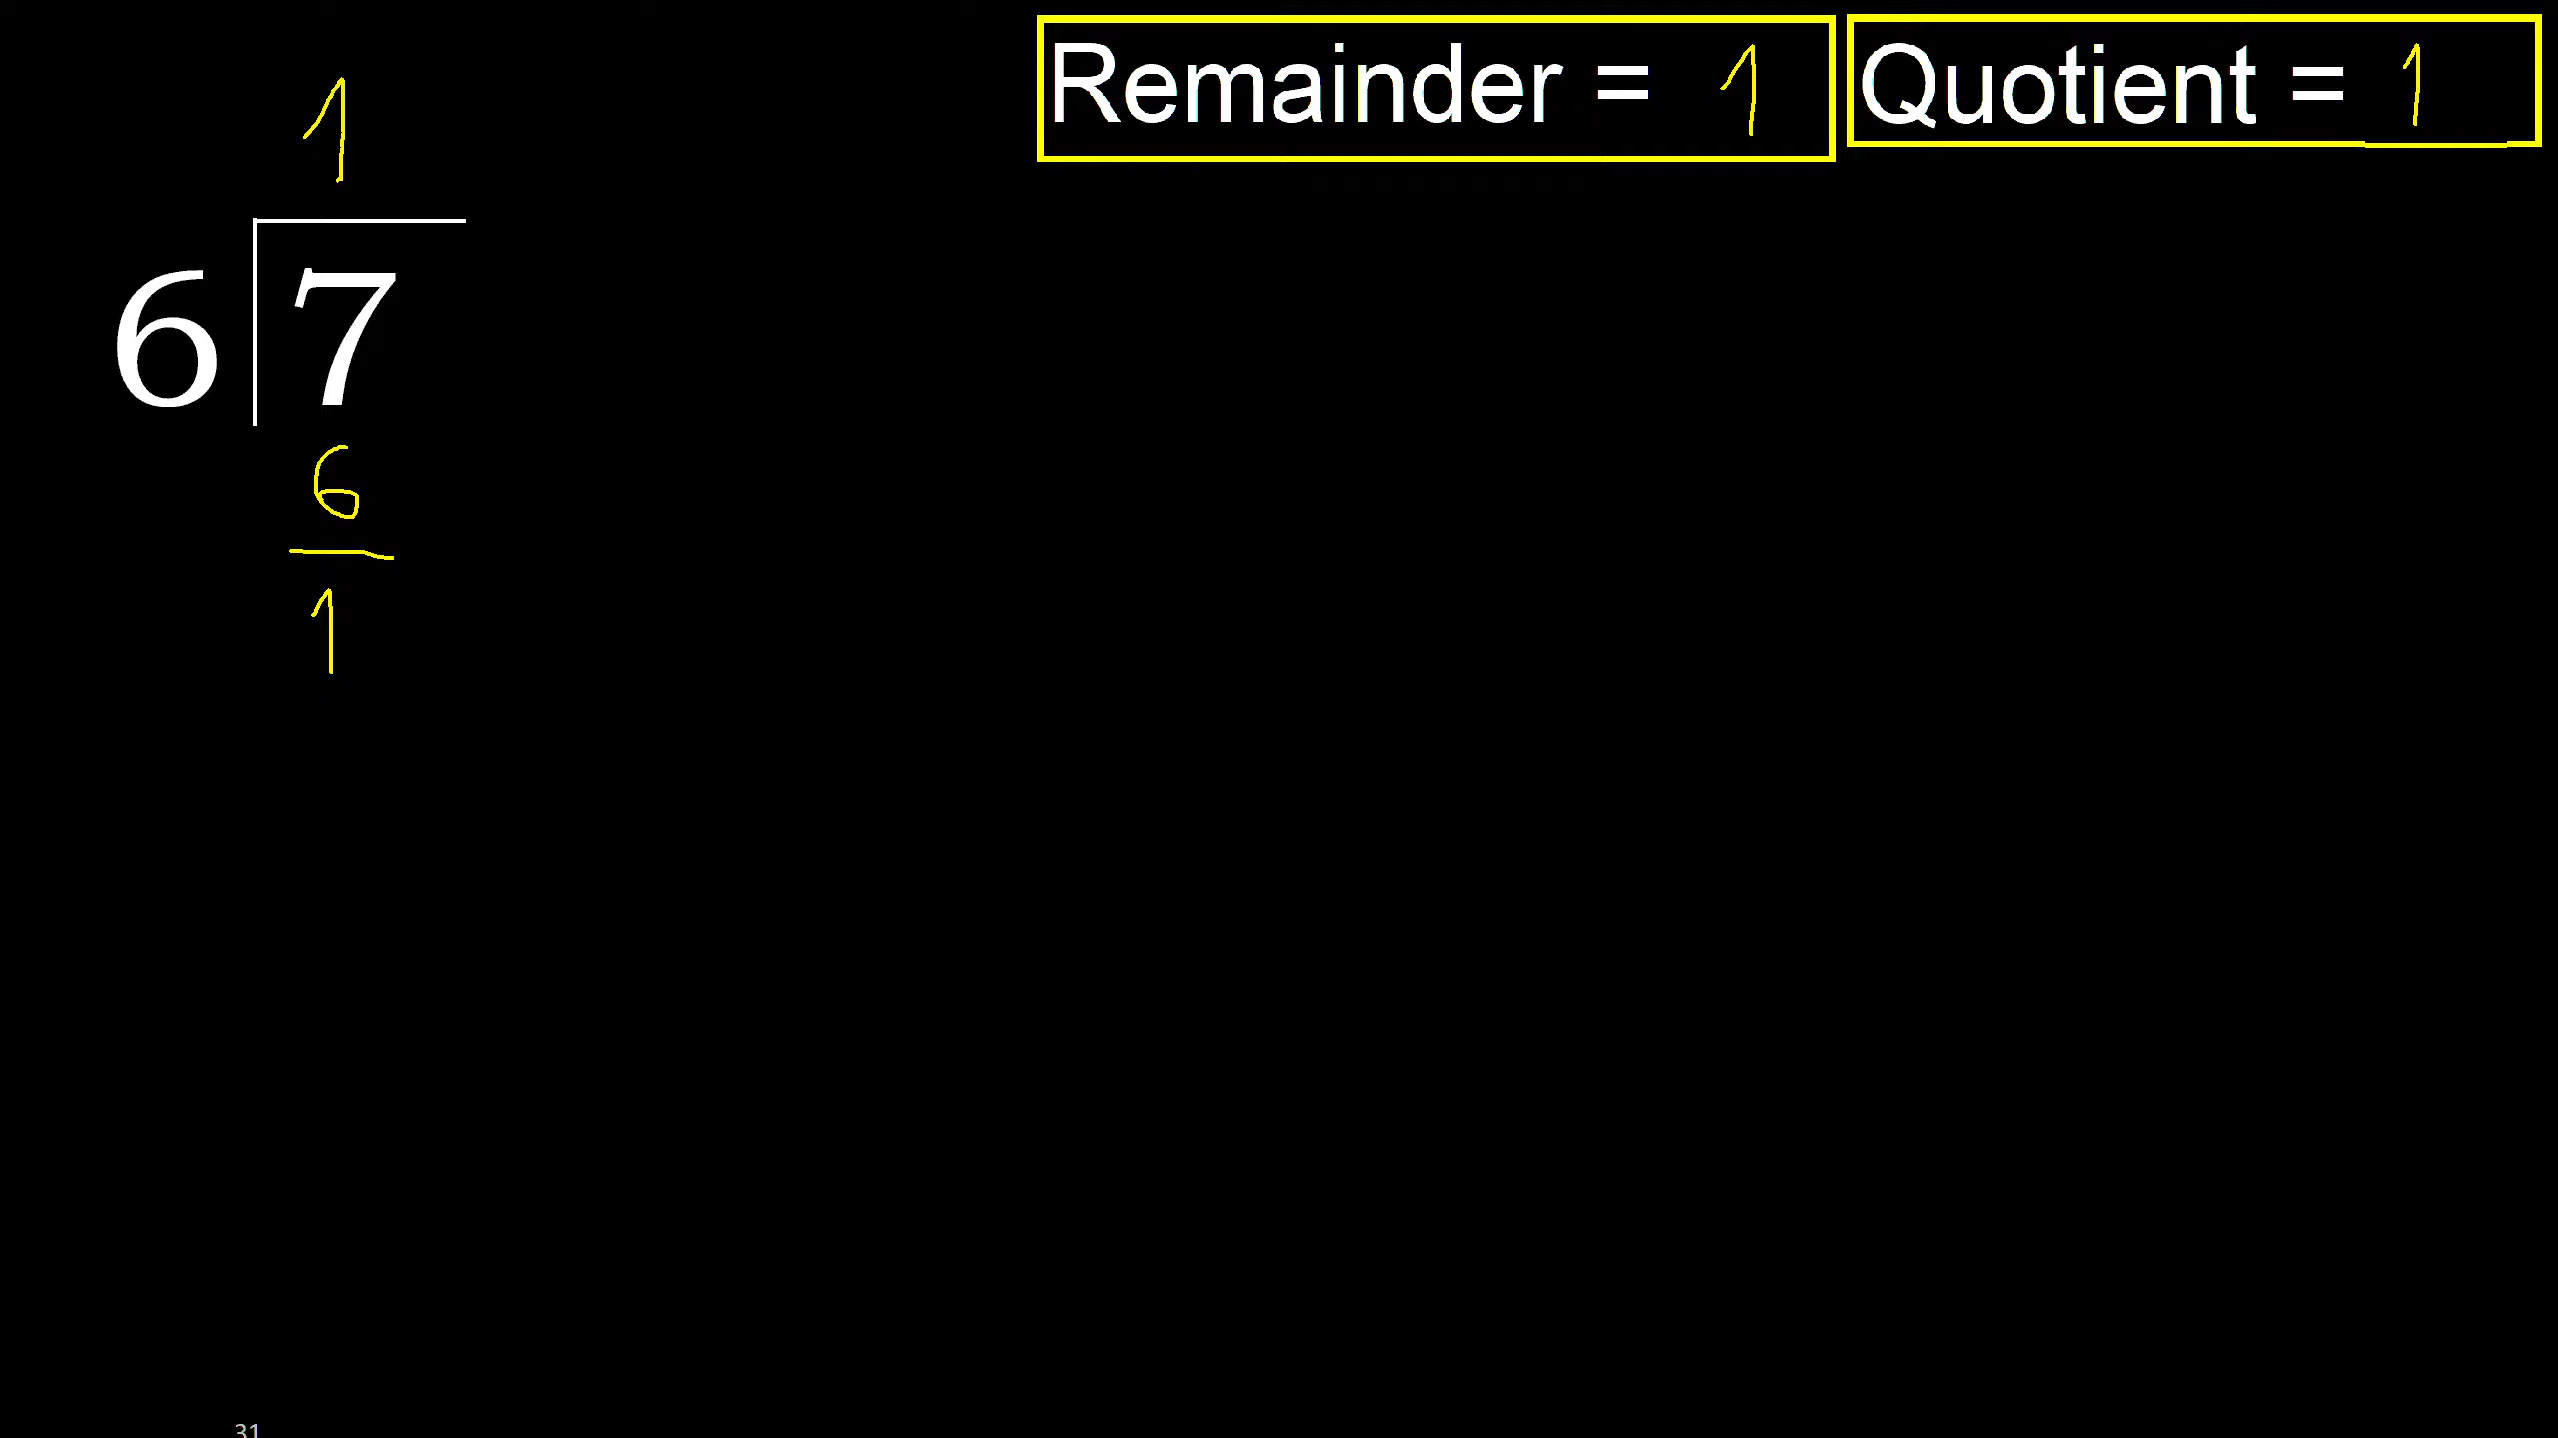 Remainder = 1
Quotient = 1
1
6 7
6
1
31